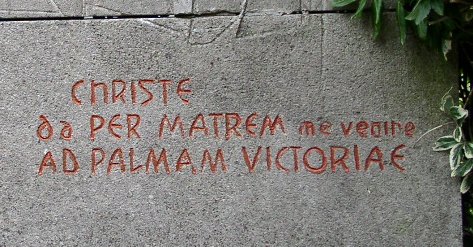 CHRISTE
da PER MATREM me venire
AD PALMAM VICTORIAE